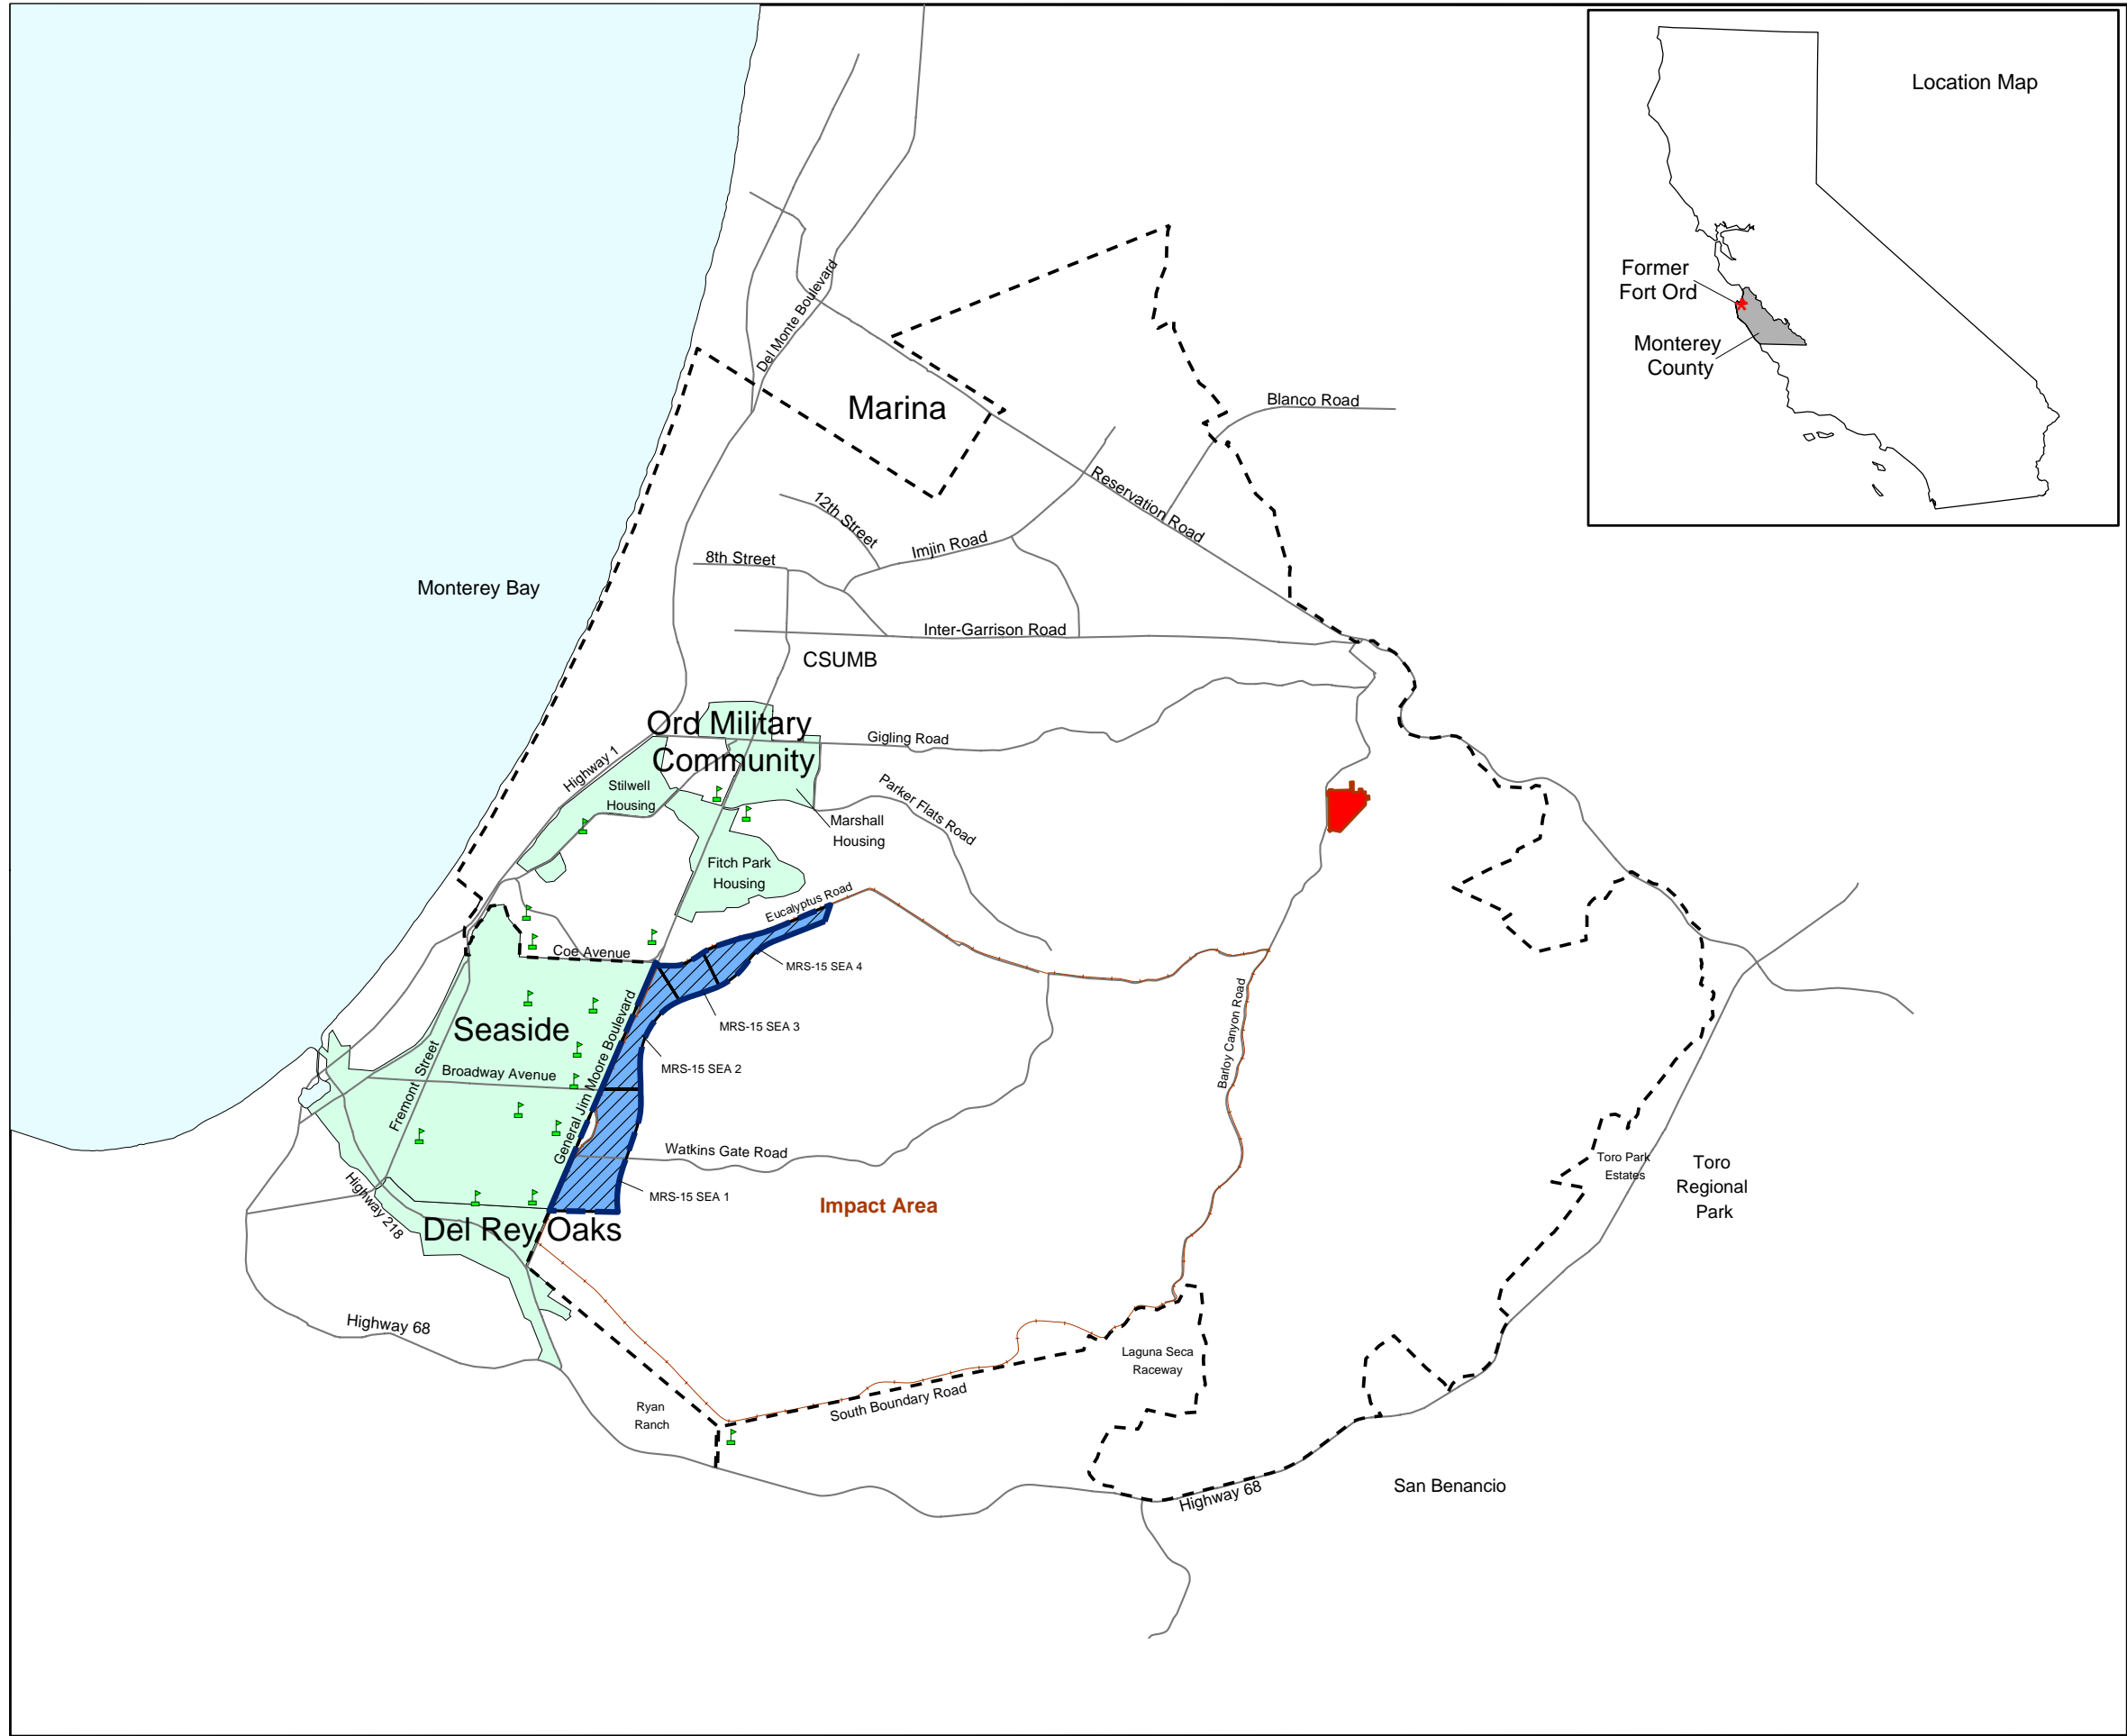 Location Map
Former
Fort Ord
Monterey
County
Del Monte Boulevard
Marina
Blanco Road
Reservation Road
12th Street
Imjin Road
8th Street
Monterey Bay
Inter-Garrison Road
CSUMB
Ord Military
Community
Gigling Road
Highway 1
Stilwell
Housing
Parker Flats Road
Marshall
Housing
Fitch Park
Housing
Eucalyptus Road
Coe Avenue
MRS-15 SEA 4
MRS-15 SEA 3
Seaside
General Jim Moore Boulevard
MRS-15 SEA 2
Barloy Canyon Road
Fremont Street
Broadway Avenue
Watkins Gate Road
Toro Park
Estates
Toro
Regional
Park
MRS-15 SEA 1
Impact Area
Highway 218
Del Rey Oaks
Highway 68
Laguna Seca
Raceway
Ryan
Ranch
South Boundary Road
San Benancio
Highway 68